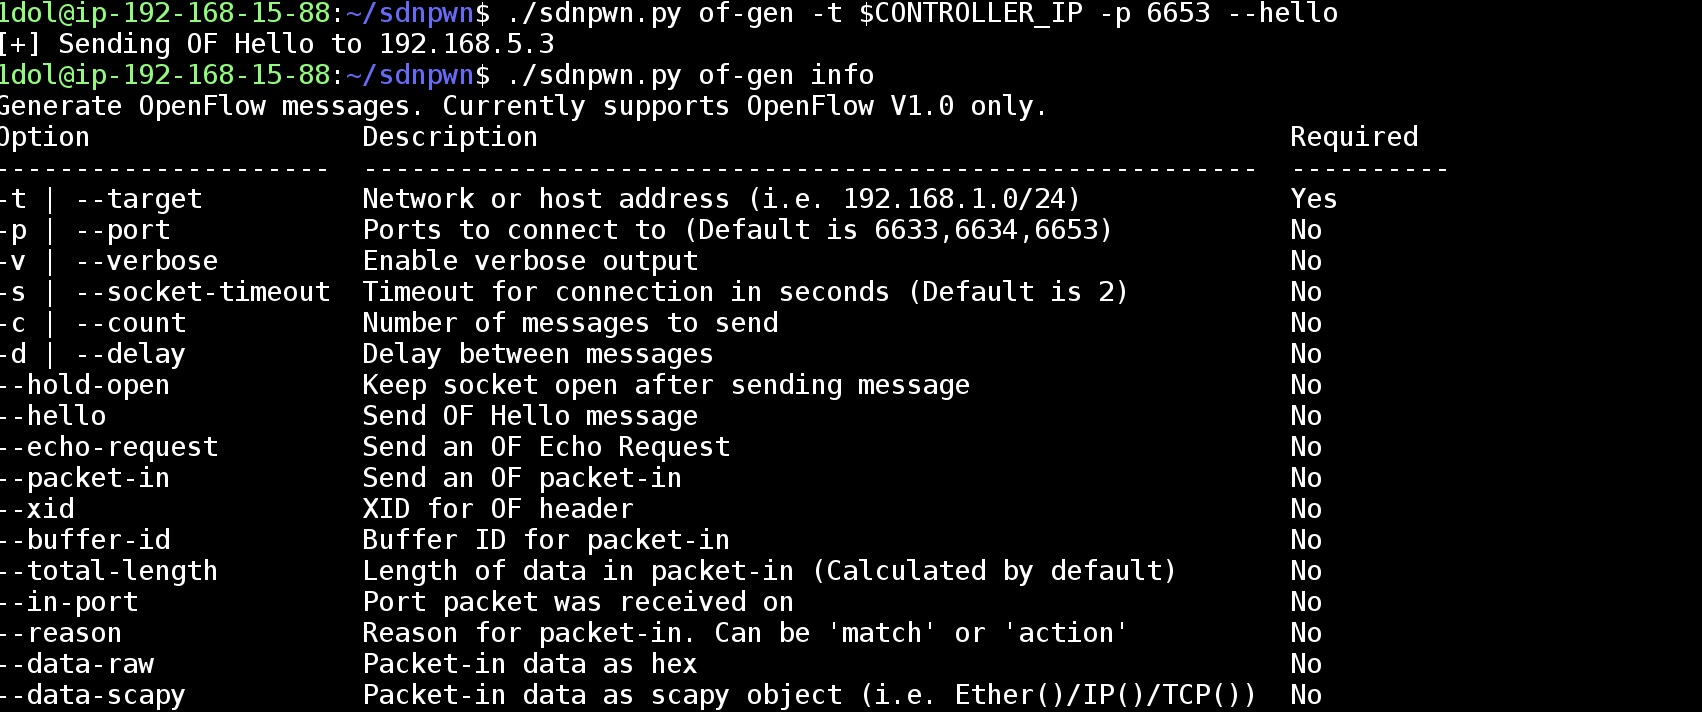 1dol@ip-192-168-15-88:~/sdnpwn$ ./sdnpwn.py of-gen -t $CONTROLLER_IP -p 6653 --hello
[+] Sending OF Hello to 192.168.5.3
1dol@ip-192-168-15-88:~/sdnpwn$ ./sdnpwn.py of-gen info
Generate OpenFlow messages. Currently supports OpenFlow V1.0 only.
Option                 Description                                               Required
---------------------  --------------------------------------------------------  ----------
-t | --target          Network or host address (i.e. 192.168.1.0/24)             Yes
-p | --port            Ports to connect to (Default is 6633,6634,6653)           No
-v | --verbose         Enable verbose output                                     No
-s | --socket-timeout  Timeout for connection in seconds (Default is 2)          No
-c | --count           Number of messages to send                                No
-d | --delay           Delay between messages                                    No
--hold-open            Keep socket open after sending message                    No
--hello                Send OF Hello message                                     No
--echo-request         Send an OF Echo Request                                   No
--packet-in            Send an OF packet-in                                      No
--xid                  XID for OF header                                         No
--buffer-id            Buffer ID for packet-in                                   No
--total-length         Length of data in packet-in (Calculated by default)       No
--in-port              Port packet was received on                               No
--reason               Reason for packet-in. Can be 'match' or 'action'          No
--data-raw             Packet-in data as hex                                     No
--data-scapy           Packet-in data as scapy object (i.e. Ether()/IP()/TCP())  No